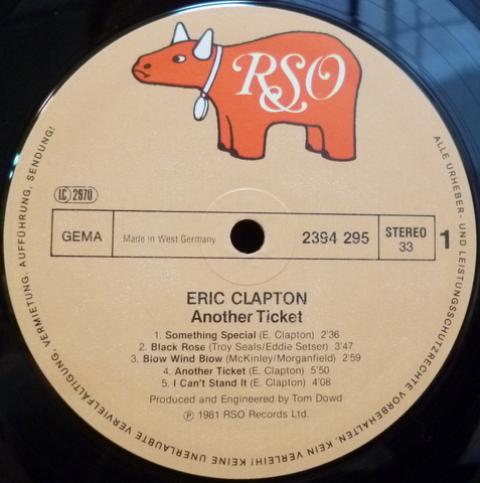 RSO
LC 2970
GEMA
Made in West Germany
2394 295
STEREO
33
1
ERIC CLAPTON
Another Ticket
1. Something Special (E. Clapton) 2'36
2. Black Rose (Troy Seals/Eddie Setser) 3'47
3. Blow Wind Blow (McKinley/Morganfield) 2'59
4. Another Ticket (E. Clapton) 5'50
5. I Can't Stand It (E. Clapton) 4'08
Produced and Engineered by Tom Dowd
℗ 1981 RSO Records Ltd.
ALLE URHEBER- UND LEISTUNGSSCHUTZRECHTE VORBEHALTEN. KEIN VERLEIH! KEINE UNERLAUBTE VERVIELFÄLTIGUNG, VERMIETUNG, AUFFÜHRUNG, SENDUNG!